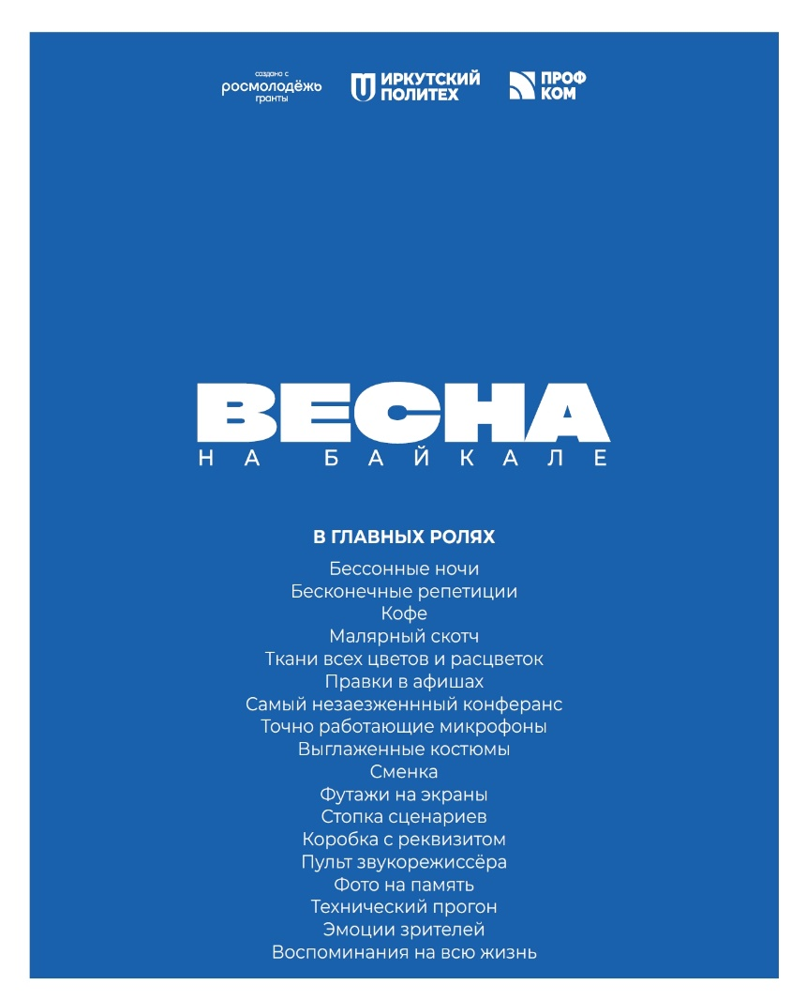 создана с
росмолодёжь
гранты
ИРКУТСКИЙ
ПОЛИТЕХ
ПРОФ
КОМ
ВЕСНА
НА БАЙКАЛЕ
В ГЛАВНЫХ РОЛЯХ
Бессонные ночи
Бесконечные репетиции
Кофе
Малярный скотч
Ткани всех цветов и расцветок
Правки в афишах
Самый незаезженнный конферанс
Точно работающие микрофоны
Выглаженные костюмы
Сменка
Футажи на экраны
Стопка сценариев
Коробка с реквизитом
Пульт звукорежиссёра
Фото на память
Технический прогон
Эмоции зрителей
Воспоминания на всю жизнь